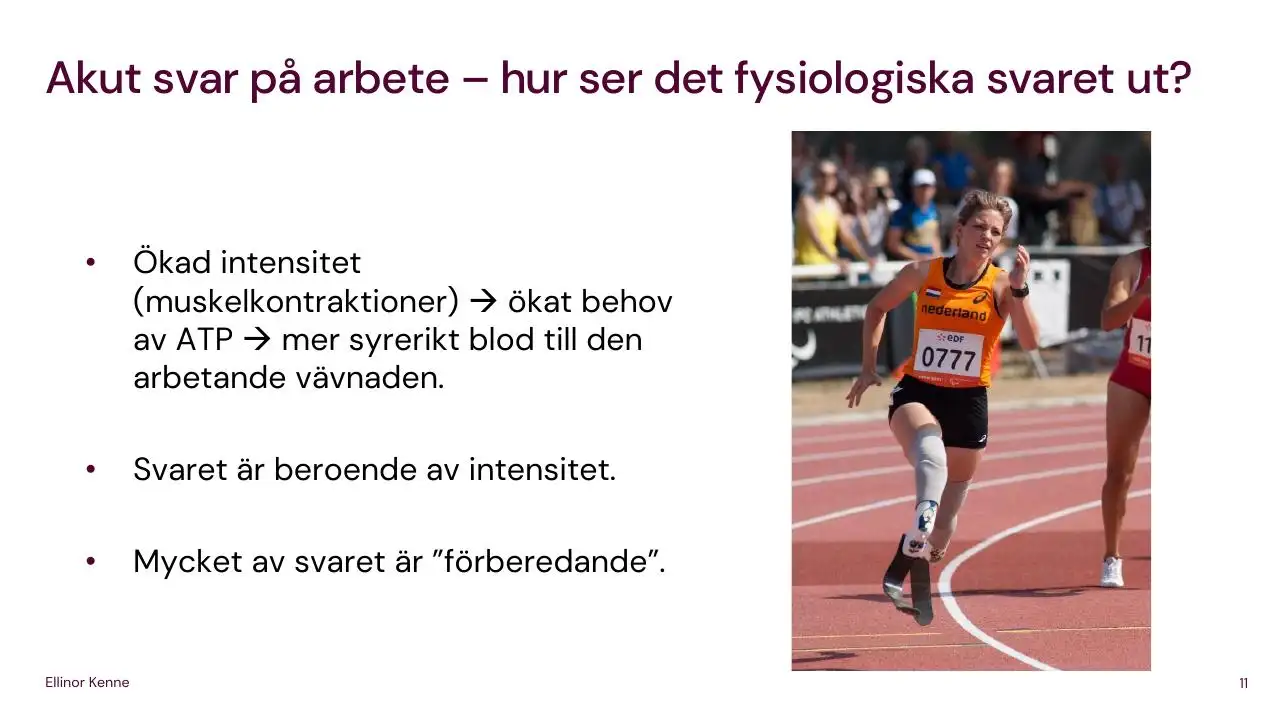 Akut svar på arbete – hur ser det fysiologiska svaret ut?
• Ökad intensitet
(muskelkontraktioner) → ökat behov
av ATP → mer syrerikt blod till den
arbetande vävnaden.
• Svaret är beroende av intensitet.
• Mycket av svaret är ”förberedande”.
nederland
eDF
0777
11
Ellinor Kenne
11